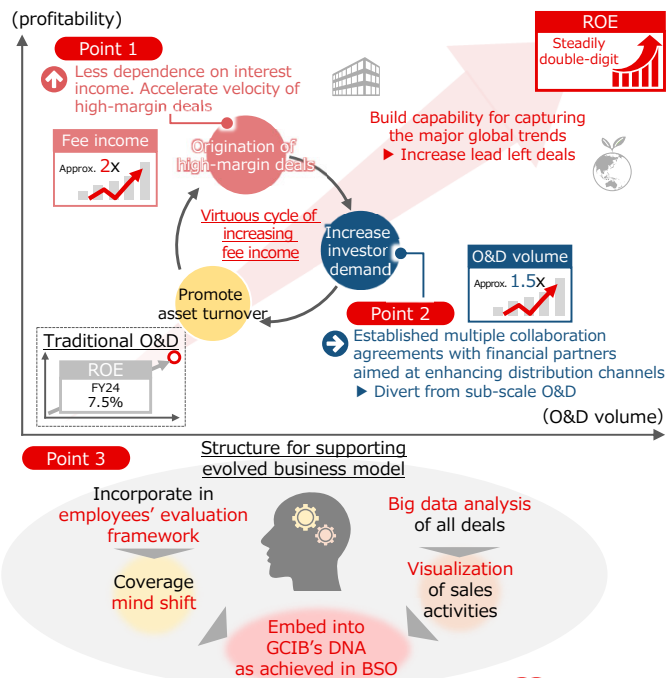 (profitability)
ROE
Steadily
double-digit
Point 1
Less dependence on interest
income. Accelerate velocity of
high-margin deals
Build capability for capturing
the major global trends
▶ Increase lead left deals
Fee income
Approx. 2x
Origination of
high-margin deals
Virtuous cycle of
increasing
fee income
Increase
investor
demand
O&D volume
Approx. 1.5x
Promote
asset turnover
Point 2
Established multiple collaboration
agreements with financial partners
aimed at enhancing distribution channels
▶ Divert from sub-scale O&D
Traditional O&D
ROE
FY24
7.5%
(O&D volume)
Point 3
Structure for supporting
evolved business model
Incorporate in
employees’ evaluation
framework
Coverage
mind shift
Big data analysis
of all deals
Visualization
of sales
activities
Embed into
GCIB’s DNA
as achieved in BSO